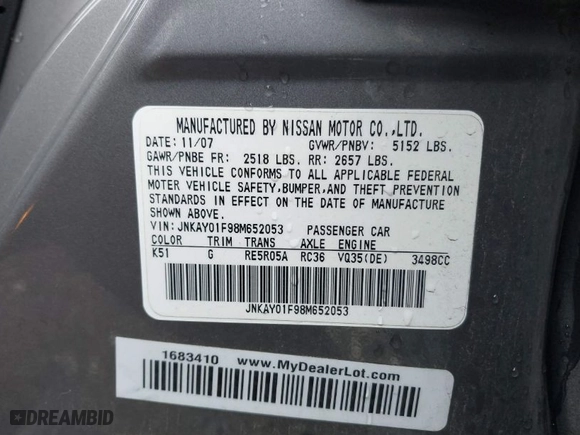 MANUFACTURED BY NISSAN MOTOR CO.,LTD.
DATE: 11/07 GVWR/PNBV: 5152 LBS.
GAWR/PNBE FR: 2518 LBS. RR: 2657 LBS.
THIS VEHICLE CONFORMS TO ALL APPLICABLE FEDERAL
MOTOR VEHICLE SAFETY,BUMPER,AND THEFT PREVENTION
STANDARDS IN EFFECT ON THE DATE OF MANUFACTURE
SHOWN ABOVE.
VIN: JNKAY01F98M652053 PASSENGER CAR
COLOR TRIM TRANS AXLE ENGINE
K51 G RE5R05A RC36 VQ35(DE) 3498CC
JNKAY01F98M652053
1683410 www.MyDealerLot.com
DREAMBID